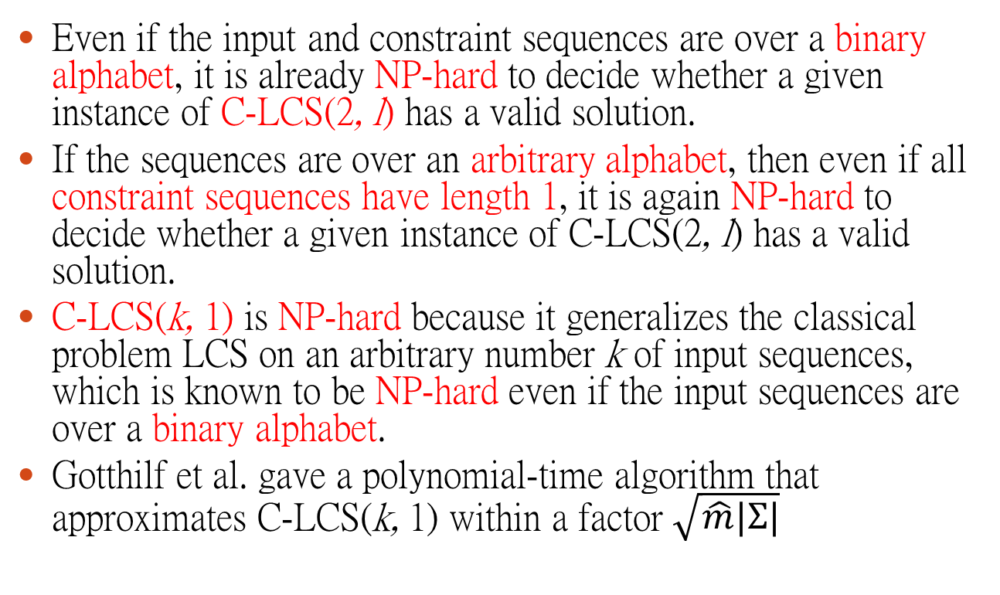 • Even if the input and constraint sequences are over a binary
alphabet, it is already NP-hard to decide whether a given
instance of C-LCS(2, l) has a valid solution.
• If the sequences are over an arbitrary alphabet, then even if all
constraint sequences have length 1, it is again NP-hard to
decide whether a given instance of C-LCS(2, l) has a valid
solution.
• C-LCS(k, 1) is NP-hard because it generalizes the classical
problem LCS on an arbitrary number k of input sequences,
which is known to be NP-hard even if the input sequences are
over a binary alphabet.
• Gotthilf et al. gave a polynomial-time algorithm that
approximates C-LCS(k, 1) within a factor √(m̂|Σ|)